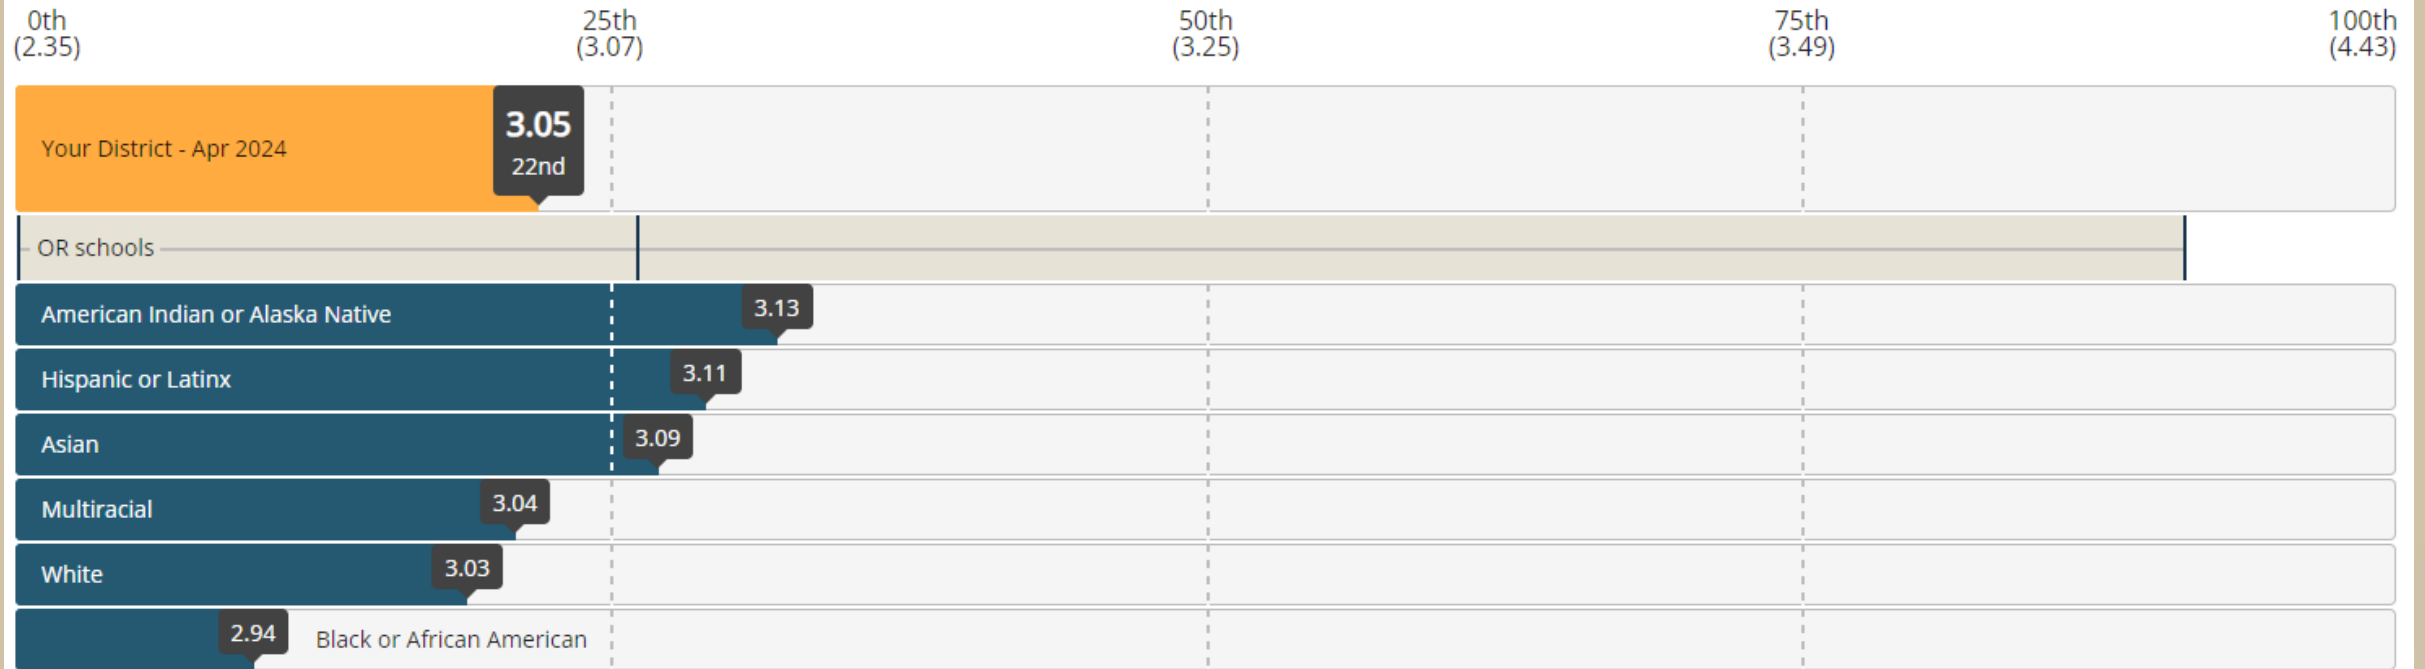 0th 25th 50th 75th 100th
(2.35) (3.07) (3.25) (3.49) (4.43)
3.05
Your District - Apr 2024
22nd
OR schools
American Indian or Alaska Native 3.13
Hispanic or Latinx 3.11
Asian 3.09
Multiracial 3.04
White 3.03
2.94 Black or African American